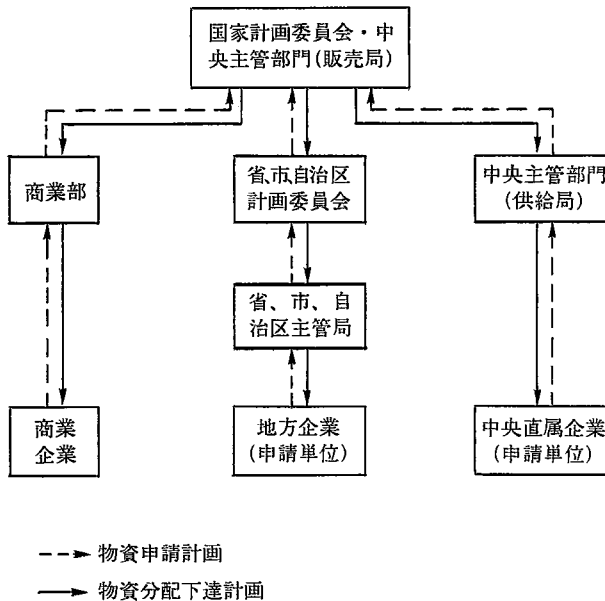 国家計画委員会・中
央主管部門(販売局)
商業部
省、市、自治区
計画委員会
中央主管部門
(供給局)
省、市、自
治区主管局
商業
企業
地方企業
(申請単位)
中央直属企業
(申請単位)
物資申請計画
物資分配下達計画